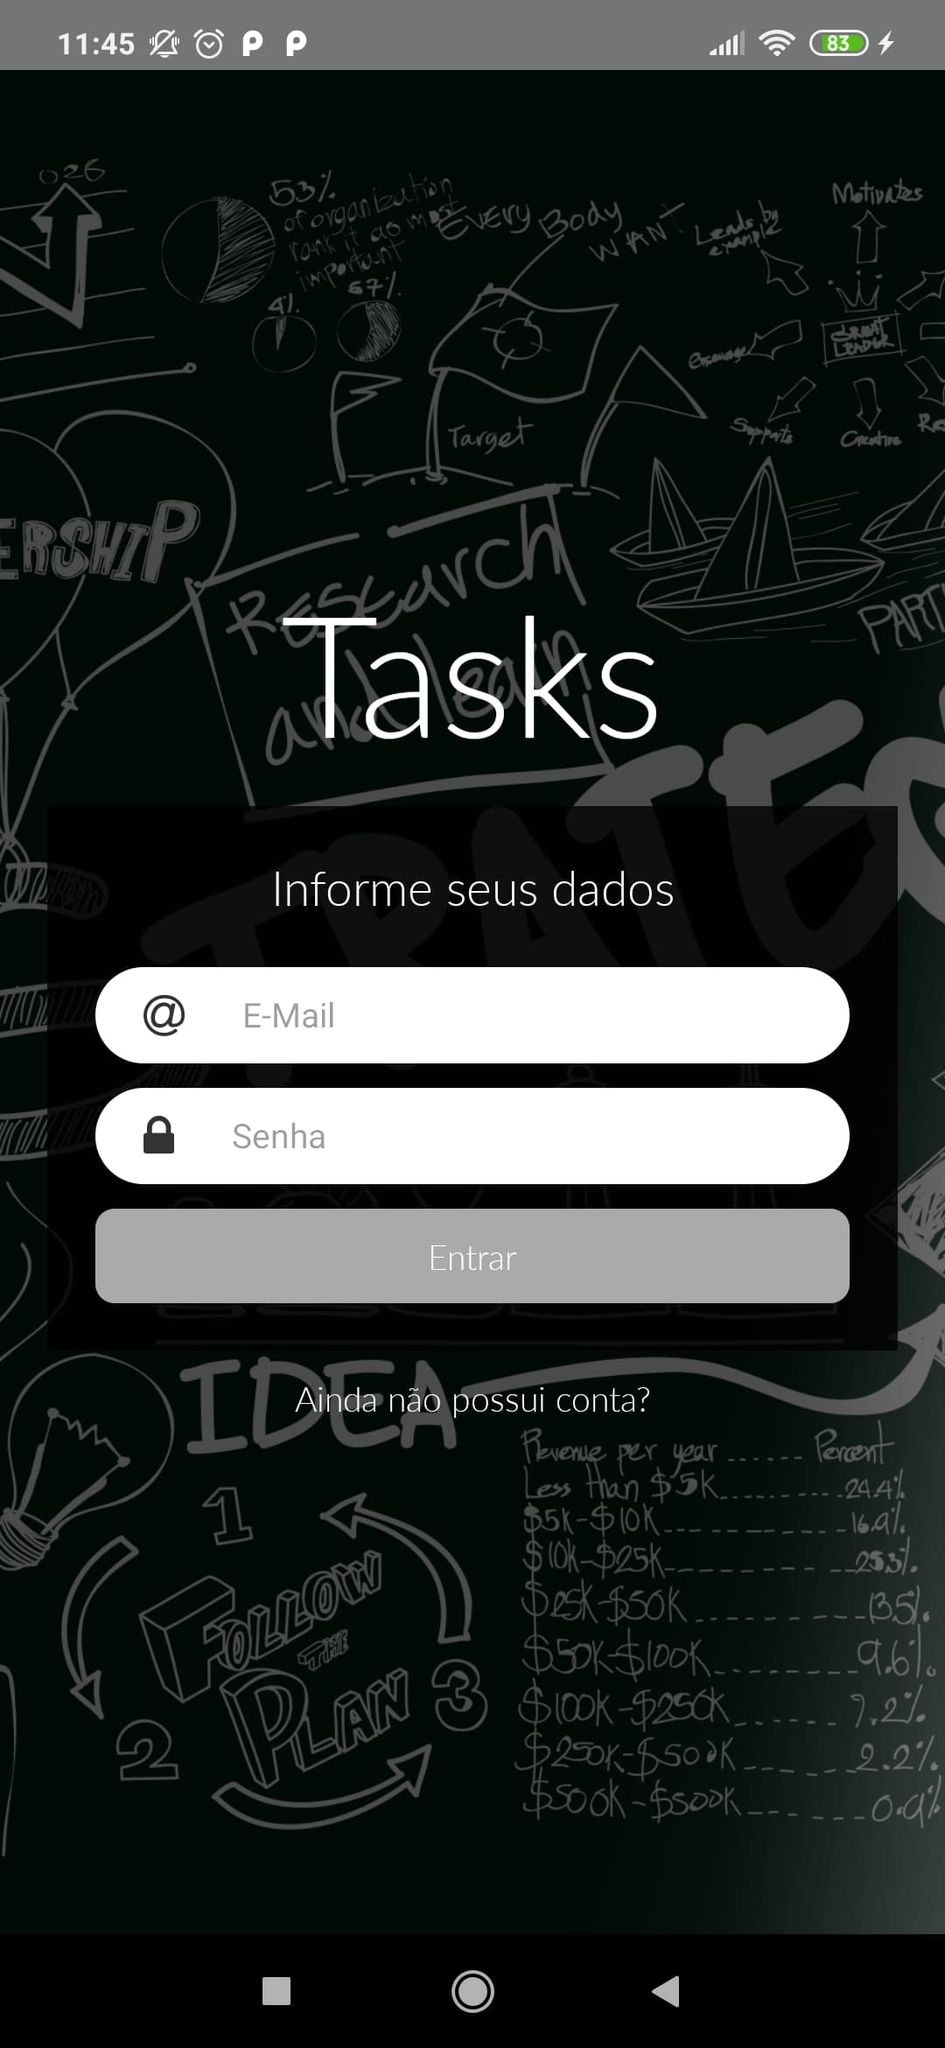 11:45
83
026
53%
of organization
rank it as most
important
4%
67%
Every Body
WANT
Leads by
example
Motivates
GREAT
LEADER
Encourage
Supports
Creative
Re
Target
ERSHIP
Research
and learn
PART
Tasks
TRATEG
Informe seus dados
@ E-Mail
Senha
Entrar
IDEA
Ainda não possui conta?
Revenue per year ...... Percent
Less than $5K.......... 24.4%
$5K-$10K------------16.9%
$10K-$25K-----------25.3%
$25K-$50K---------13.5%
$50K-$100K--------9.6%
$100K-$250K------7.2%
$250K-$500K------2.2%
$500K-$500K------0.9%
1
FOLLOW
THE
PLAN
2
3